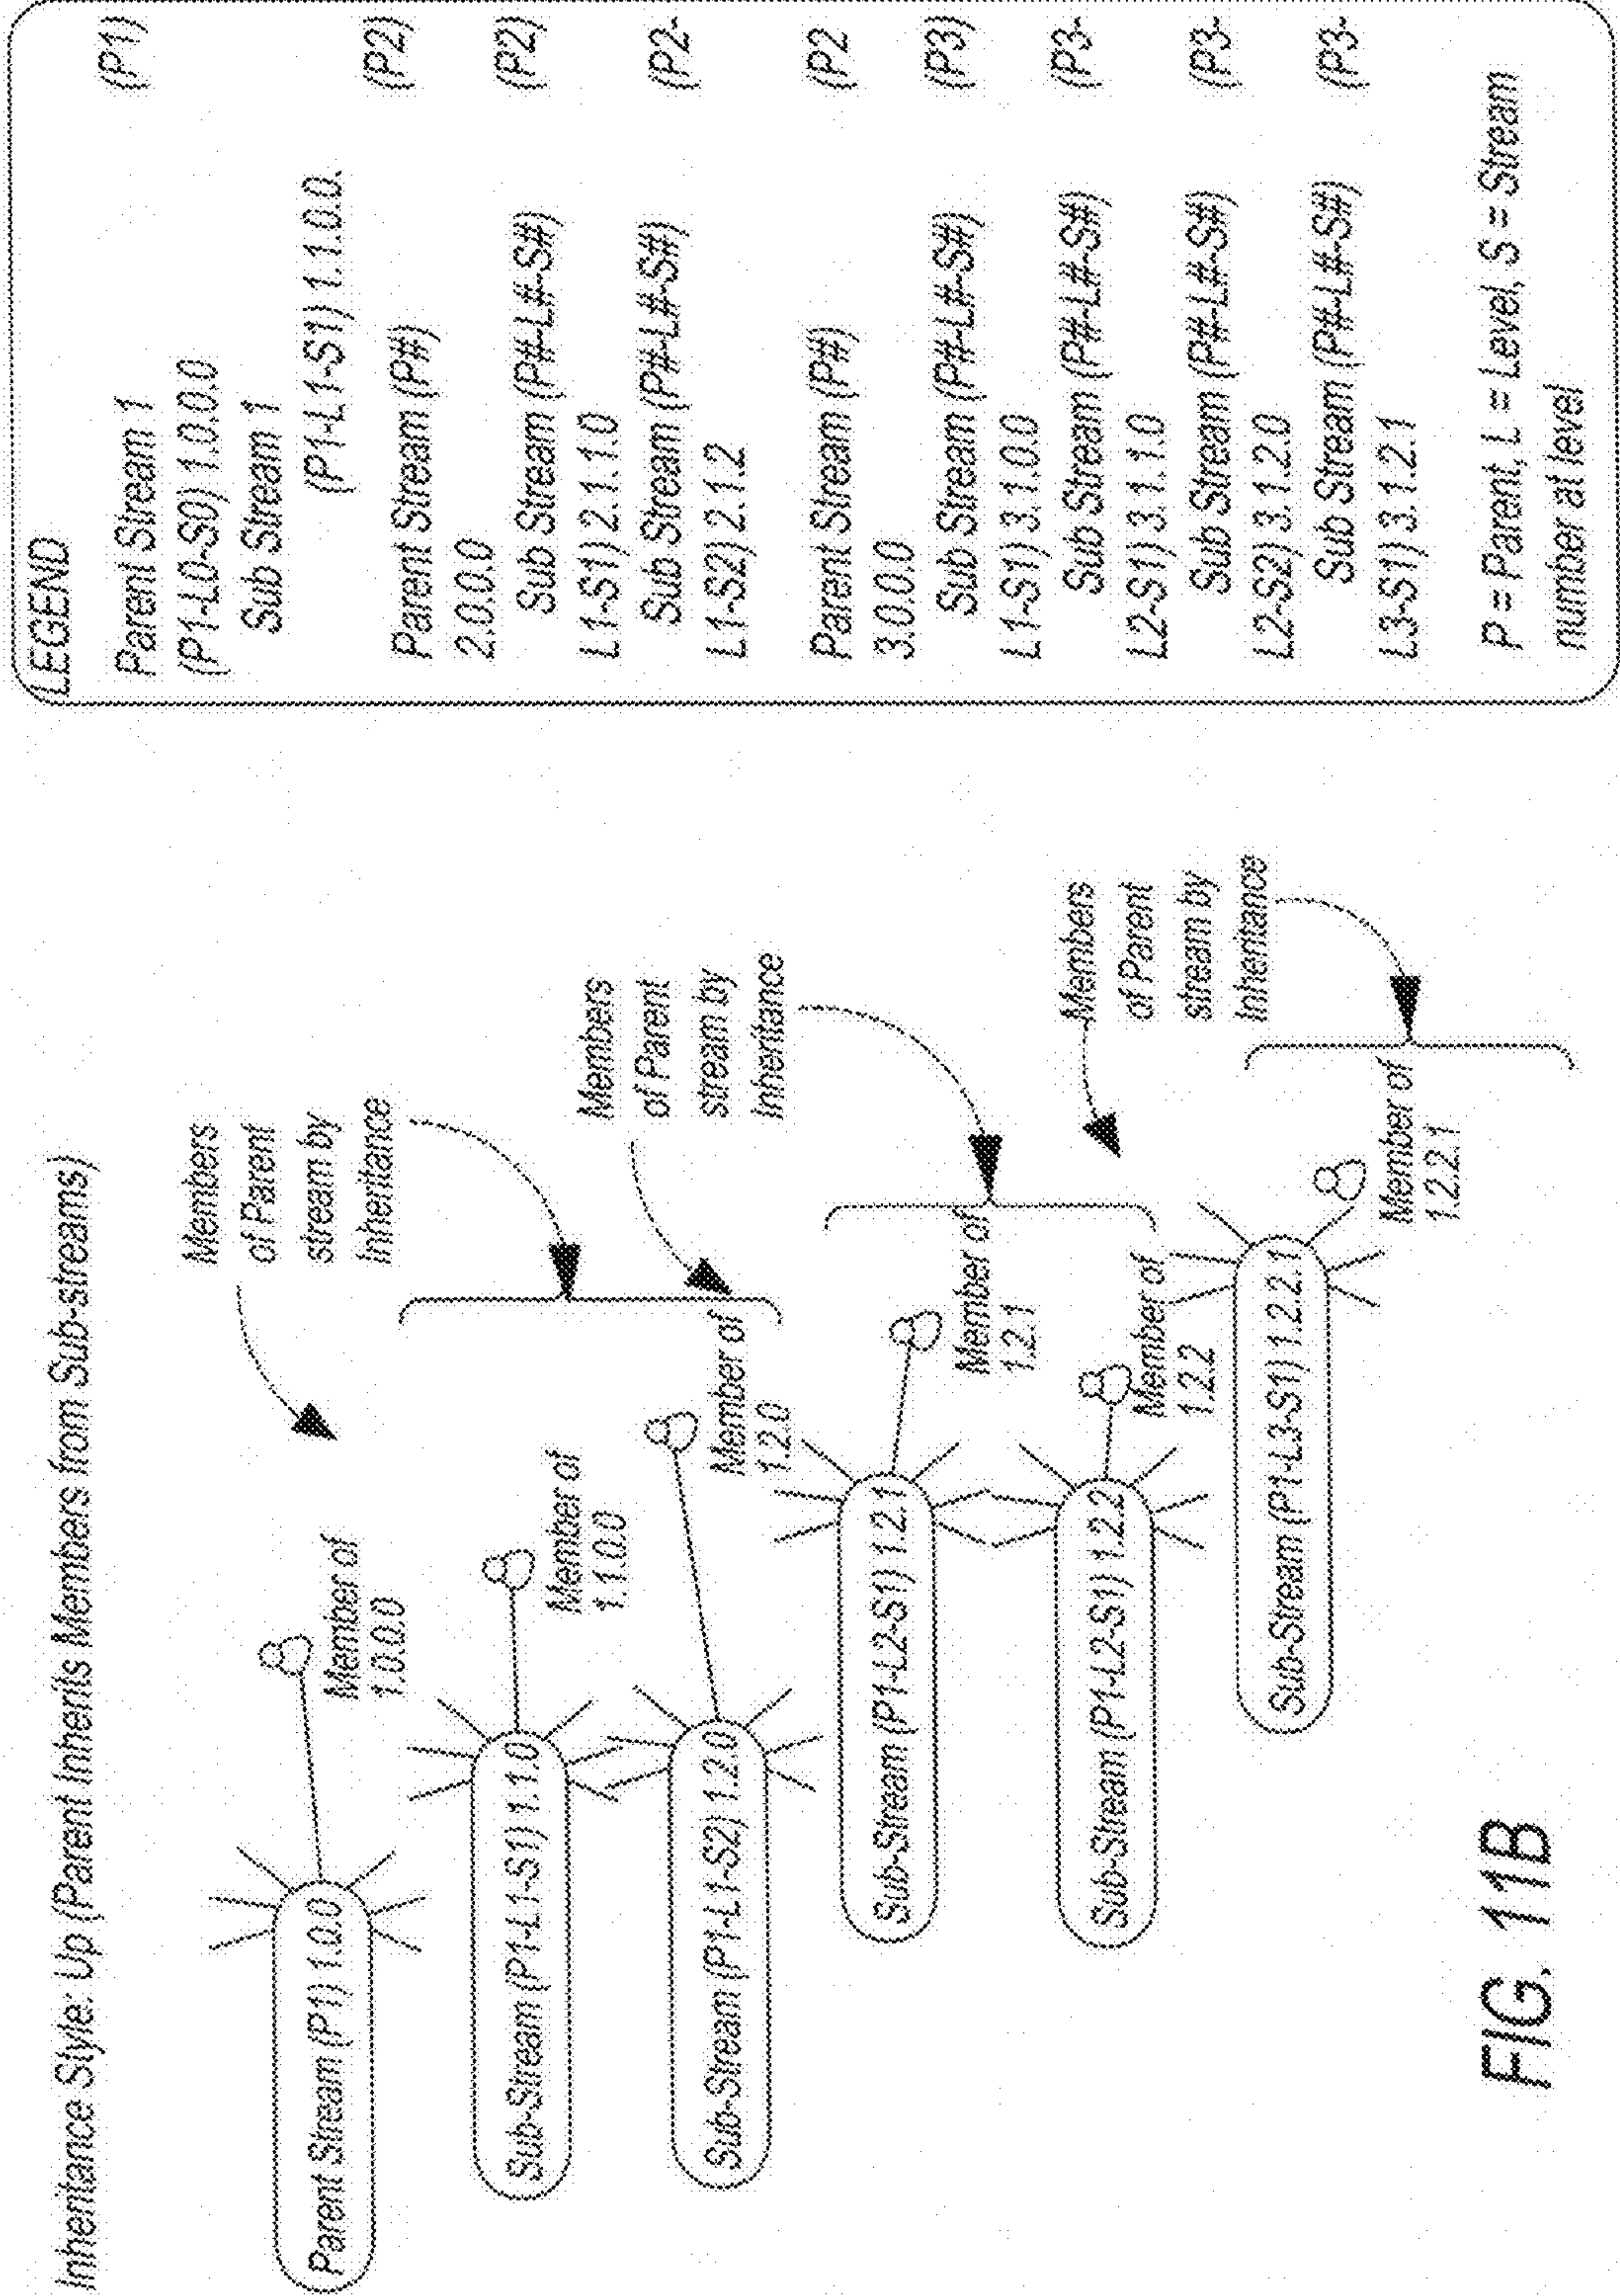 Inheritance Style: Up (Parent Inherits Members from Sub-streams)
Parent Stream (P1) 1.0.0
Member of
1.0.0.0
Members
of Parent
stream by
Inheritance
Sub-Stream (P1-L1-S1) 1.1.0
Member of
1.1.0.0
Sub-Stream (P1-L1-S2) 1.2.0
Member of
1.2.0
Members
of Parent
stream by
Inheritance
Sub-Stream (P1-L2-S1) 1.2.1
Member of
1.2.1
Sub-Stream (P1-L2-S1) 1.2.2
Member of
1.2.2
Members
of Parent
stream by
Inheritance
Sub-Stream (P1-L3-S1) 1.2.2.1
Member of
1.2.2.1
LEGEND
Parent Stream 1 (P1)
(P1-L0-S0) 1.0.0.0
Sub Stream 1
(P1-L1-S1) 1.1.0.0.
Parent Stream (P#) (P2)
2.0.0.0
Sub Stream (P#-L#-S#) (P2)
L1-S1) 2.1.1.0
Sub Stream (P#-L#-S#) (P2-
L1-S2) 2.1.2
Parent Stream (P#) (P2
3.0.0.0
Sub Stream (P#-L#-S#) (P3)
L1-S1) 3.1.0.0
Sub Stream (P#-L#-S#) (P3-
L2-S1) 3.1.1.0
Sub Stream (P#-L#-S#) (P3-
L2-S2) 3.1.2.0
Sub Stream (P#-L#-S#) (P3-
L3-S1) 3.1.2.1
P = Parent, L = Level, S = Stream
number at level
FIG. 11B